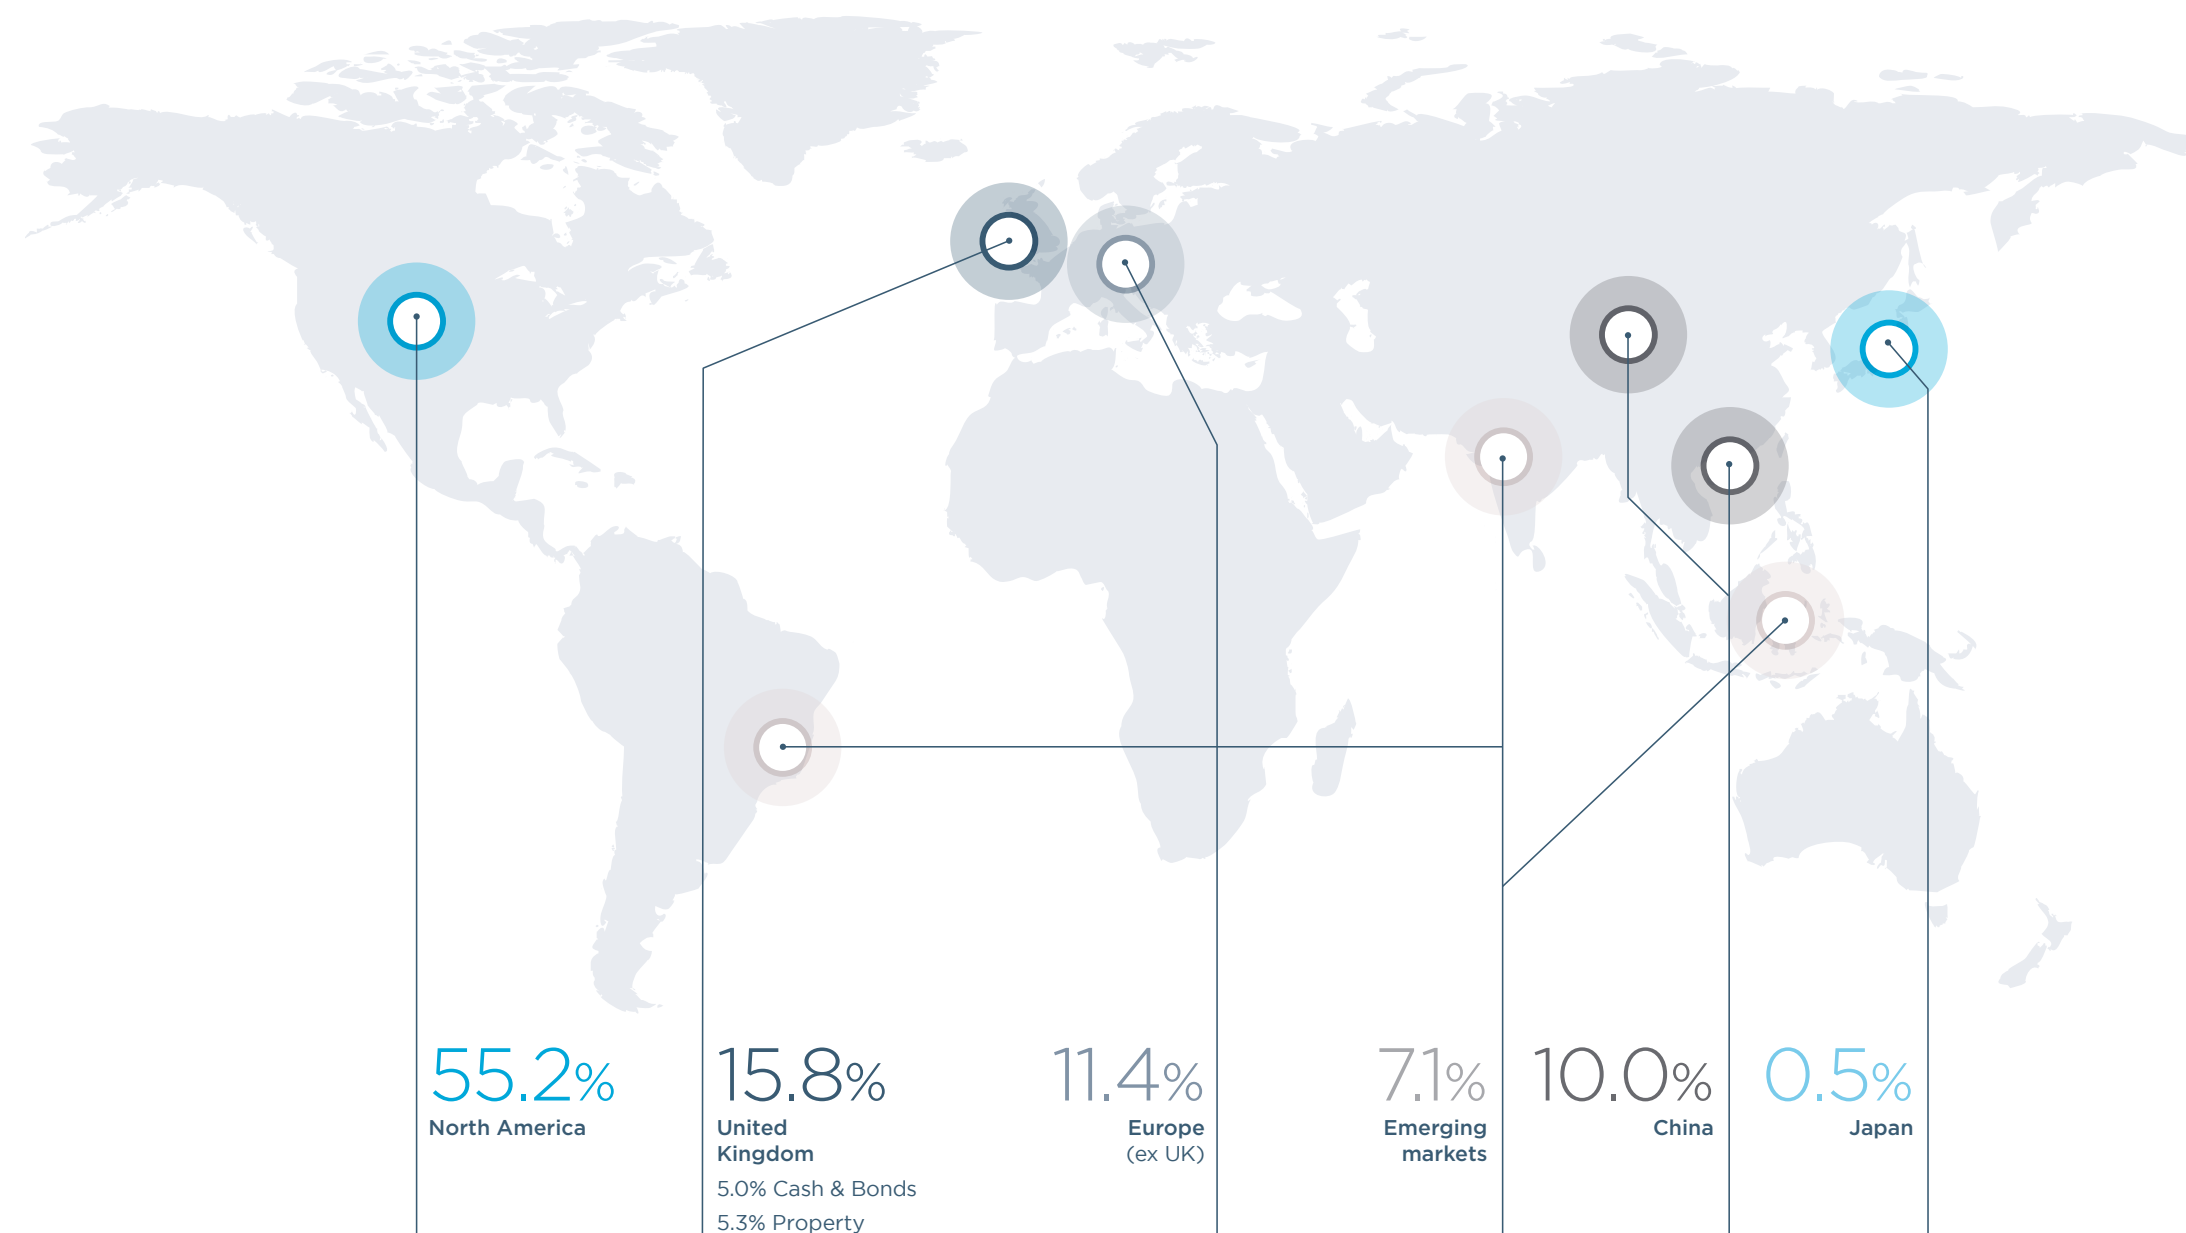 55.2%
North America
15.8%
United
Kingdom
5.0% Cash & Bonds
5.3% Property
11.4%
Europe
(ex UK)
7.1%
Emerging
markets
10.0%
China
0.5%
Japan